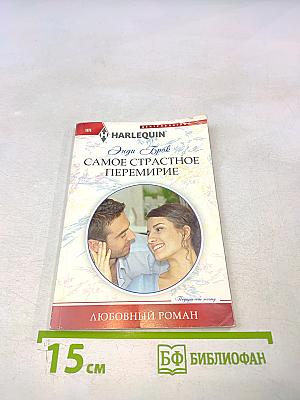 HARLEQUIN
Энди Брок
САМОЕ СТРАСТНОЕ
ПЕРЕМИРИЕ
ЛЮБОВНЫЙ РОМАН
15 см
БФ БИБЛИОФАН